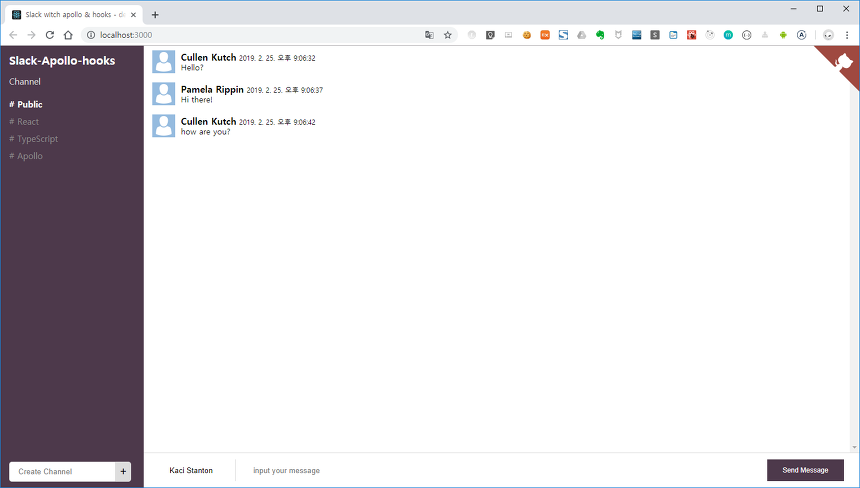 Slack witch apollo & hooks - d
localhost:3000
Slack-Apollo-hooks
Channel
# Public
# React
# TypeScript
# Apollo
Create Channel +
Cullen Kutch 2019. 2. 25. 오후 9:06:32
Hello?
Pamela Rippin 2019. 2. 25. 오후 9:06:37
Hi there!
Cullen Kutch 2019. 2. 25. 오후 9:06:42
how are you?
Kaci Stanton
input your message
Send Message